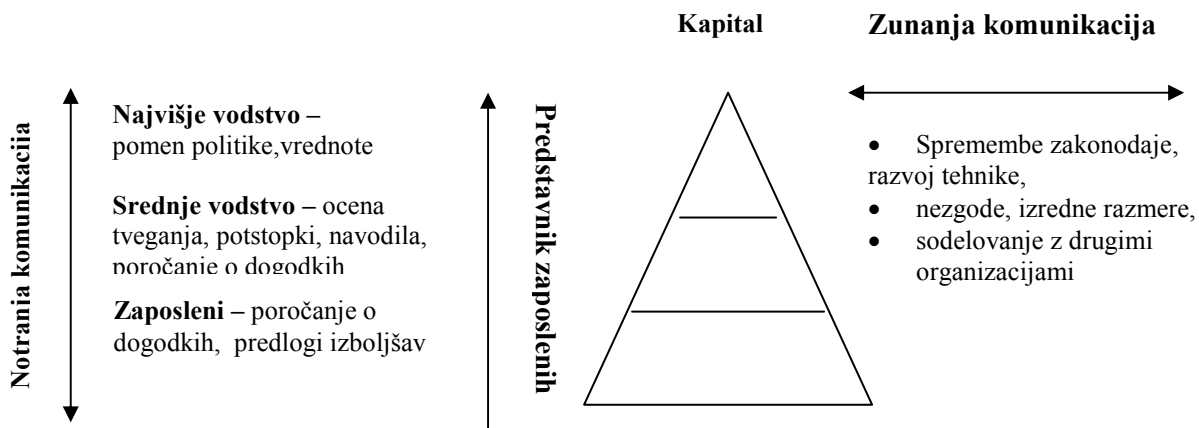 Kapital
Zunanja komunikacija
Notranja komunikacija
Najvišje vodstvo –
pomen politike,vrednote
Srednje vodstvo – ocena
tveganja, potstopki, navodila,
poročanje o dogodkih
Zaposleni – poročanje o
dogodkih, predlogi izboljšav
Predstavnik zaposlenih
• Spremembe zakonodaje,
razvoj tehnike,
• nezgode, izredne razmere,
• sodelovanje z drugimi
organizacijami